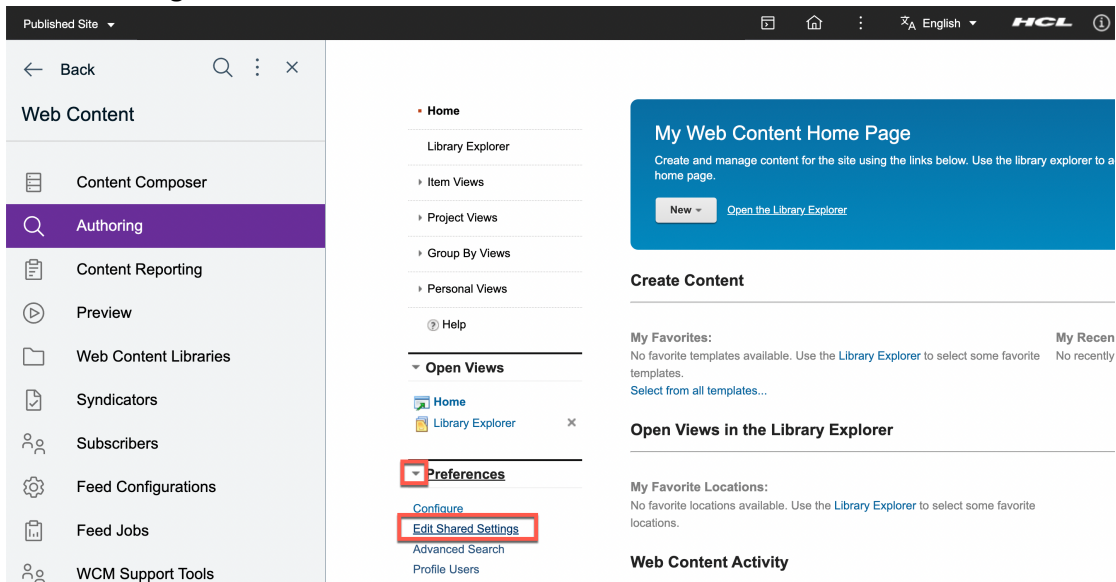 Published Site
English
HCL
Back
Web Content
Content Composer
Authoring
Content Reporting
Preview
Web Content Libraries
Syndicators
Subscribers
Feed Configurations
Feed Jobs
WCM Support Tools
Home
Library Explorer
Item Views
Project Views
Group By Views
Personal Views
Help
Open Views
Home
Library Explorer
Preferences
Configure
Edit Shared Settings
Advanced Search
Profile Users
My Web Content Home Page
Create and manage content for the site using the links below. Use the library explorer to a
home page.
New
Open the Library Explorer
Create Content
My Favorites:
No favorite templates available. Use the Library Explorer to select some favorite
templates.
Select from all templates...
My Recen
No recently
Open Views in the Library Explorer
My Favorite Locations:
No favorite locations available. Use the Library Explorer to select some favorite
locations.
Web Content Activity